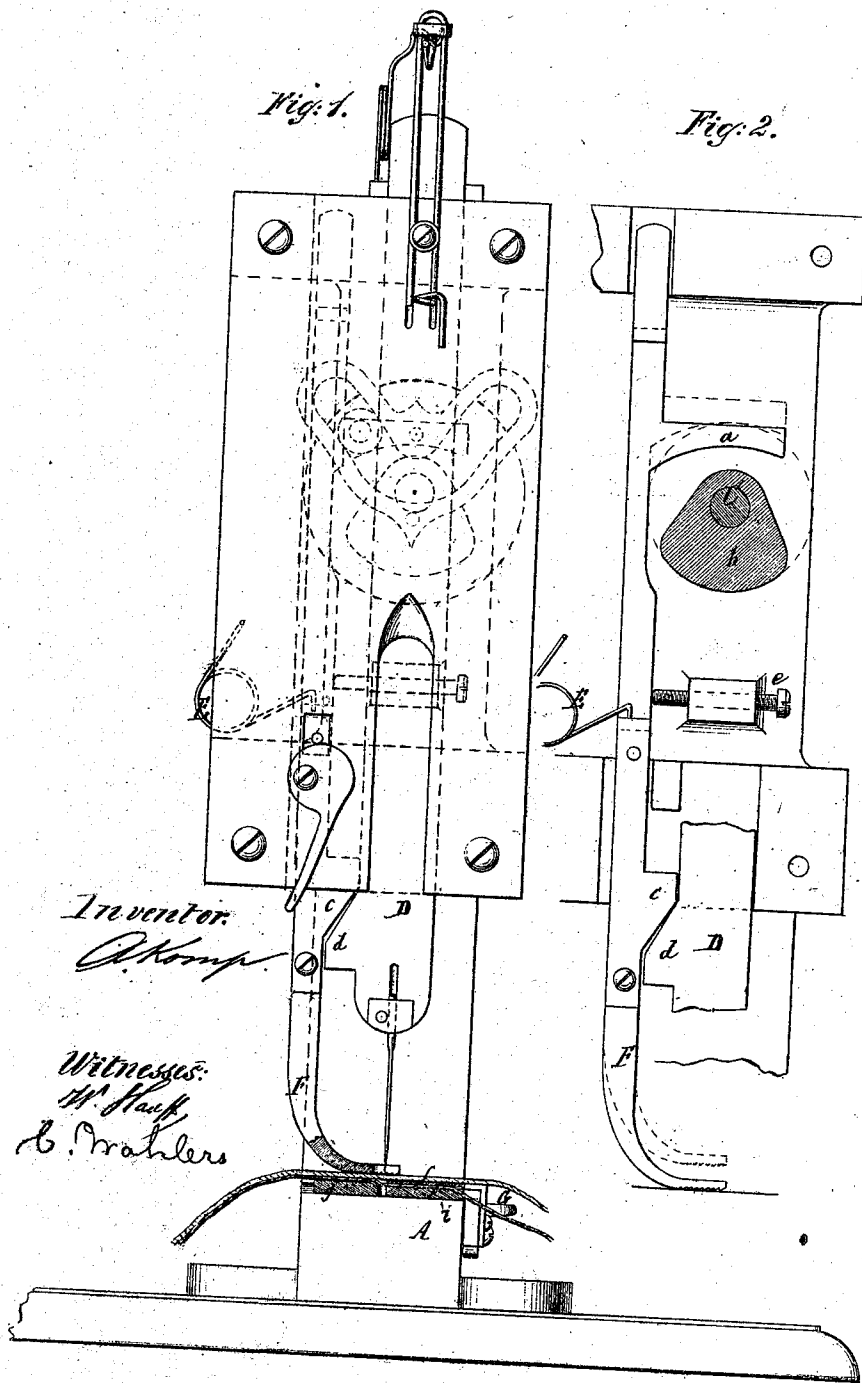 Fig: 1.
Fig: 2.
a
C
b
E
E
e
c
D
d
c
D
d
Inventor.
A. Komp.
F
F
Witnesses:
W. Hauff
C. Wahlers
f
g
i
G
A